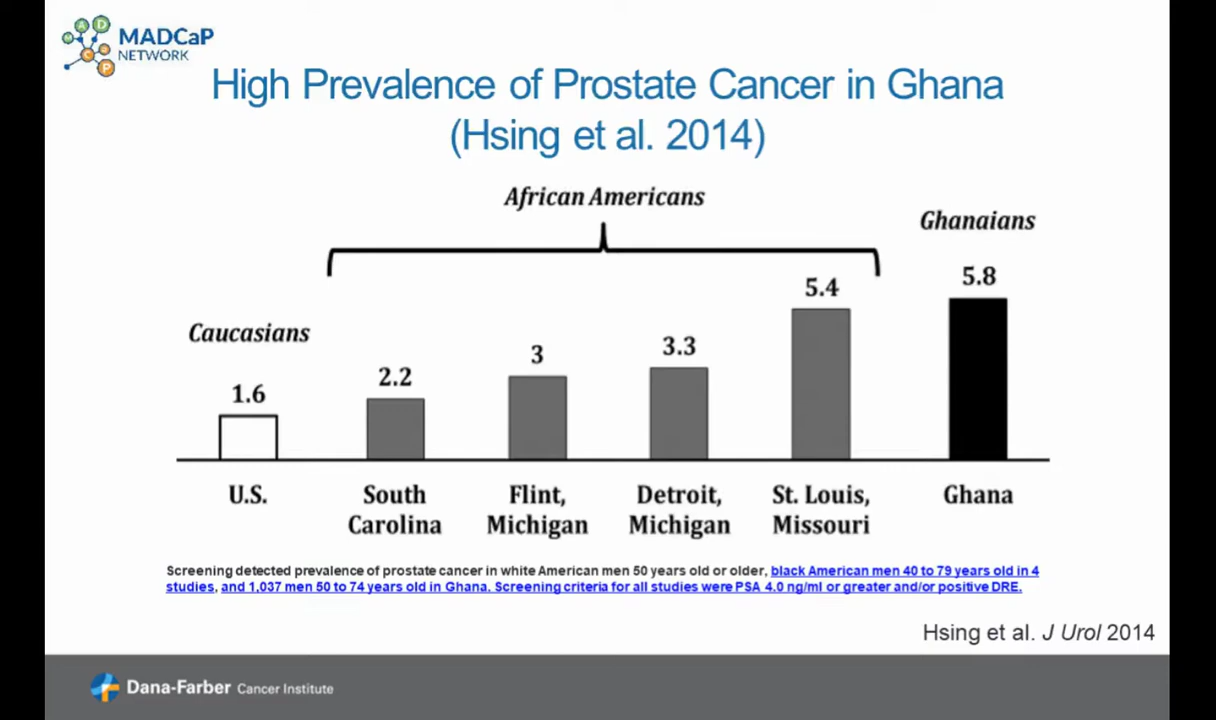 MADCaP
NETWORK
M A D C a P
High Prevalence of Prostate Cancer in Ghana
(Hsing et al. 2014)
African Americans
Ghanaians
Caucasians
1.6
2.2
3
3.3
5.4
5.8
U.S.
South
Carolina
Flint,
Michigan
Detroit,
Michigan
St. Louis,
Missouri
Ghana
Screening detected prevalence of prostate cancer in white American men 50 years old or older, black American men 40 to 79 years old in 4
studies, and 1,037 men 50 to 74 years old in Ghana. Screening criteria for all studies were PSA 4.0 ng/ml or greater and/or positive DRE.
Hsing et al. J Urol 2014
Dana-Farber Cancer Institute